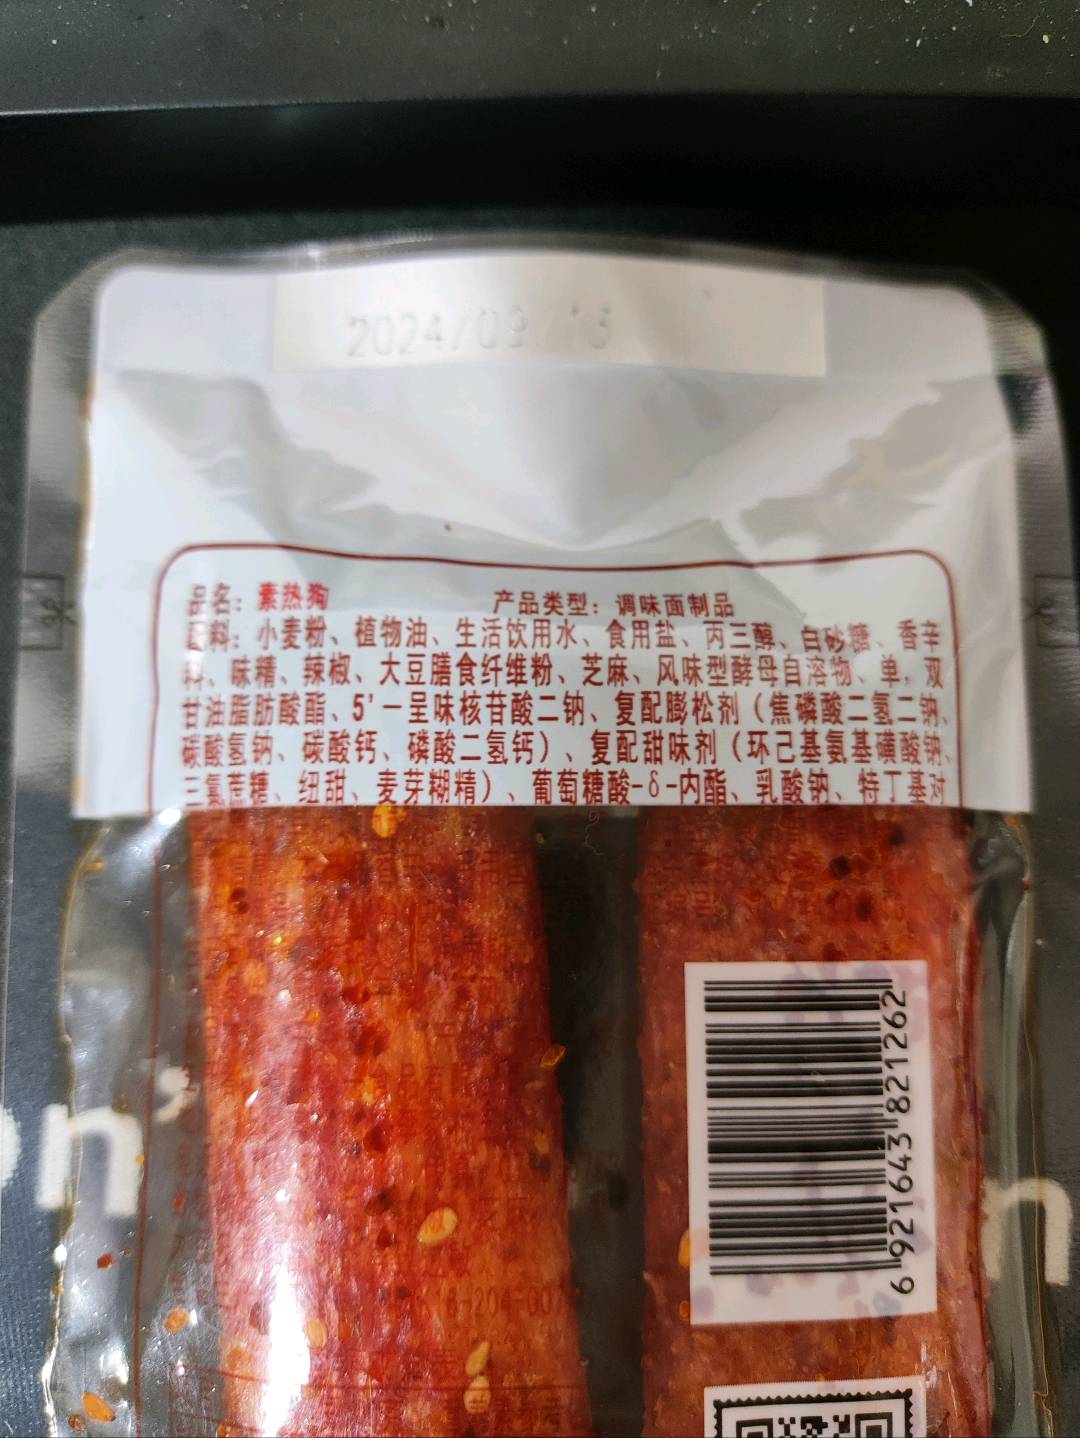 2024/09 13
品名：素热狗 产品类型：调味面制品
原料：小麦粉、植物油、生活饮用水、食用盐、丙三醇、白砂糖、香辛
料、味精、辣椒、大豆膳食纤维粉、芝麻、风味型酵母自溶物、单，双
甘油脂肪酸酯、5'一呈味核苷酸二钠、复配膨松剂（焦磷酸二氢二钠、
碳酸氢钠、碳酸钙、磷酸二氢钙）、复配甜味剂（环己基氨基磺酸钠、
三氯蔗糖、纽甜、麦芽糊精）、葡萄糖酸-δ-内酯、乳酸钠、特丁基对
6 921643 821262
on'
n